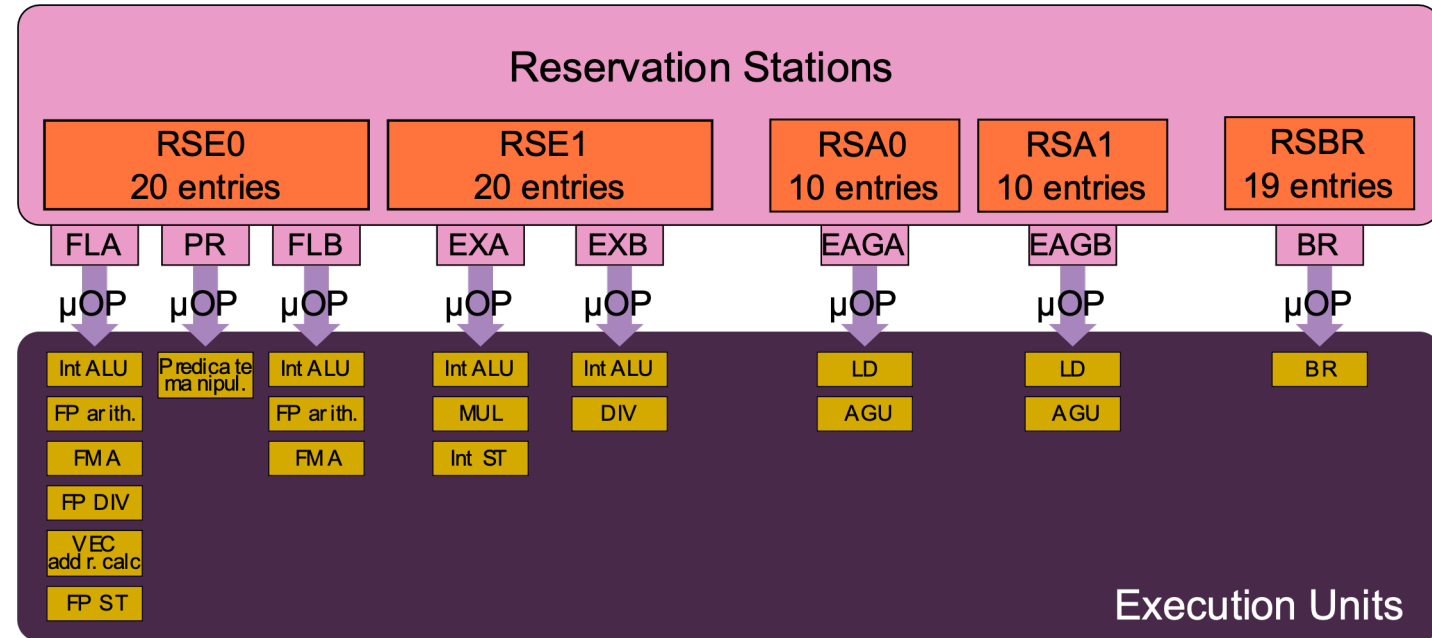 Reservation Stations
RSE0
20 entries
RSE1
20 entries
RSA0
10 entries
RSA1
10 entries
RSBR
19 entries
FLA
PR
FLB
EXA
EXB
EAGA
EAGB
BR
µOP
µOP
µOP
µOP
µOP
µOP
µOP
µOP
Int ALU
Predicate
manipul.
Int ALU
Int ALU
Int ALU
LD
LD
BR
FP arith.
FP arith.
MUL
DIV
AGU
AGU
FMA
FMA
Int ST
FP DIV
VEC
addr. calc
FP ST
Execution Units